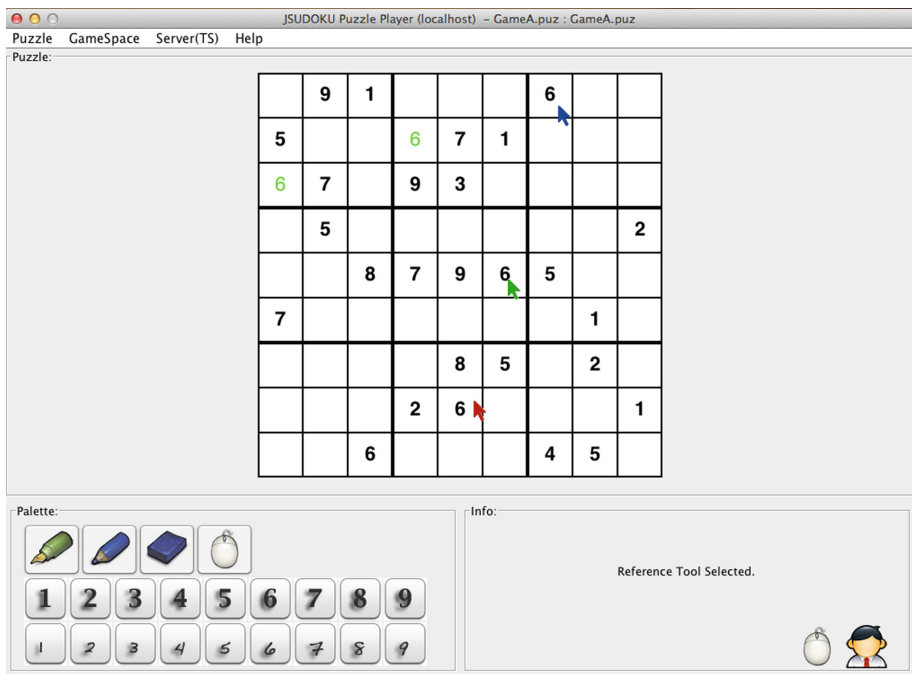 JSUDOKU Puzzle Player (localhost) - GameA.puz : GameA.puz
Puzzle GameSpace Server(TS) Help
Puzzle:
9 1 6
5 6 7 1
6 7 9 3
5 2
8 7 9 6 5
7 1
8 5 2
2 6 1
6 4 5
Palette:
1 2 3 4 5 6 7 8 9
1 2 3 4 5 6 7 8 9
Info:
Reference Tool Selected.